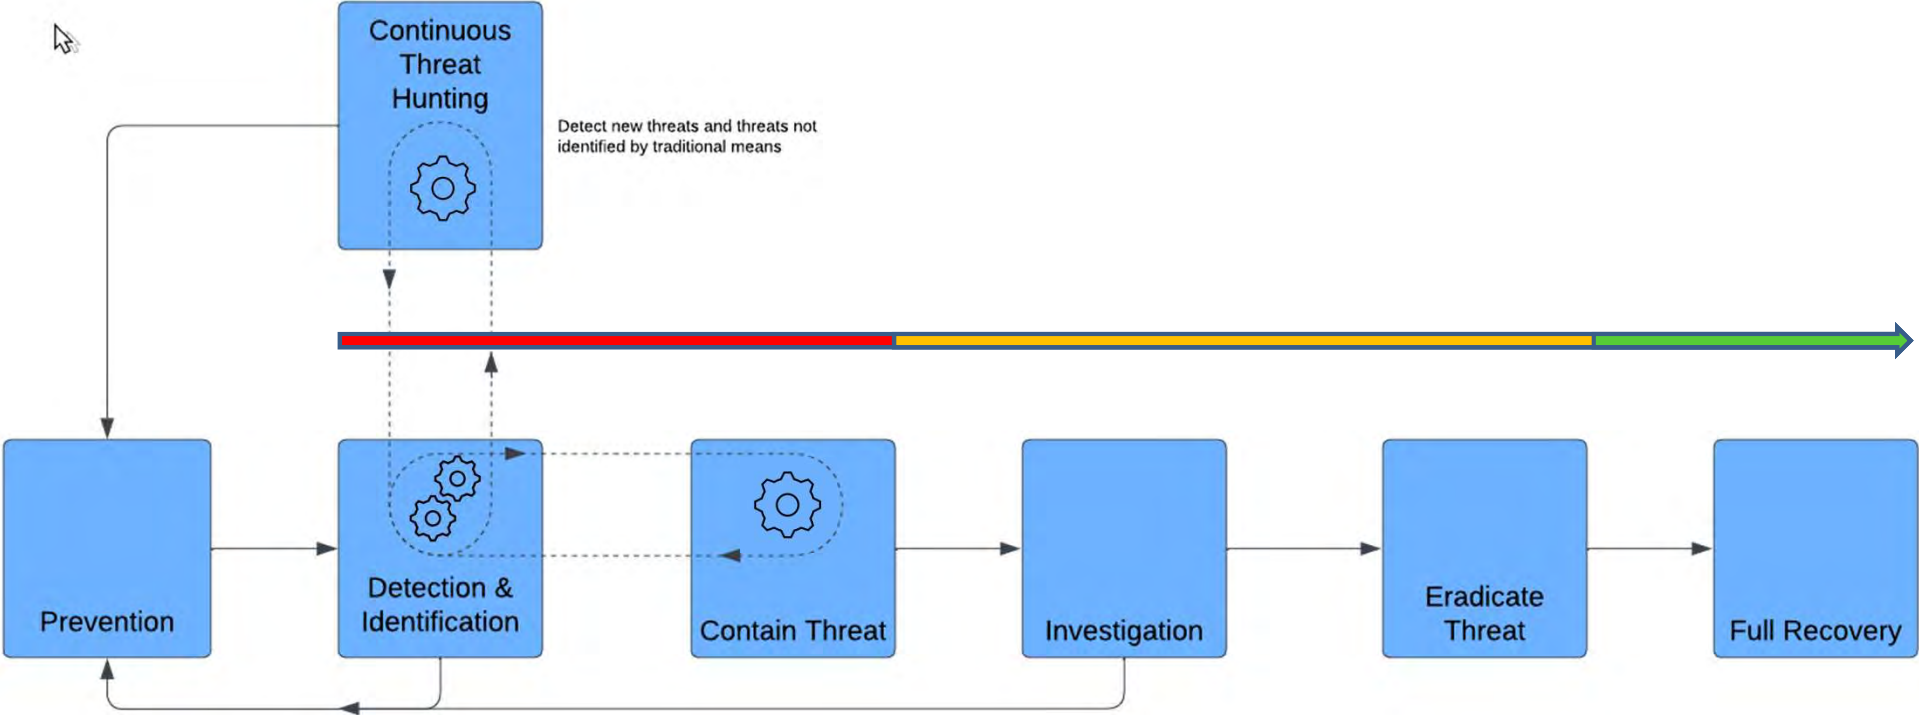 Continuous
Threat
Hunting
Detect new threats and threats not
identified by traditional means
Prevention
Detection &
Identification
Contain Threat
Investigation
Eradicate
Threat
Full Recovery